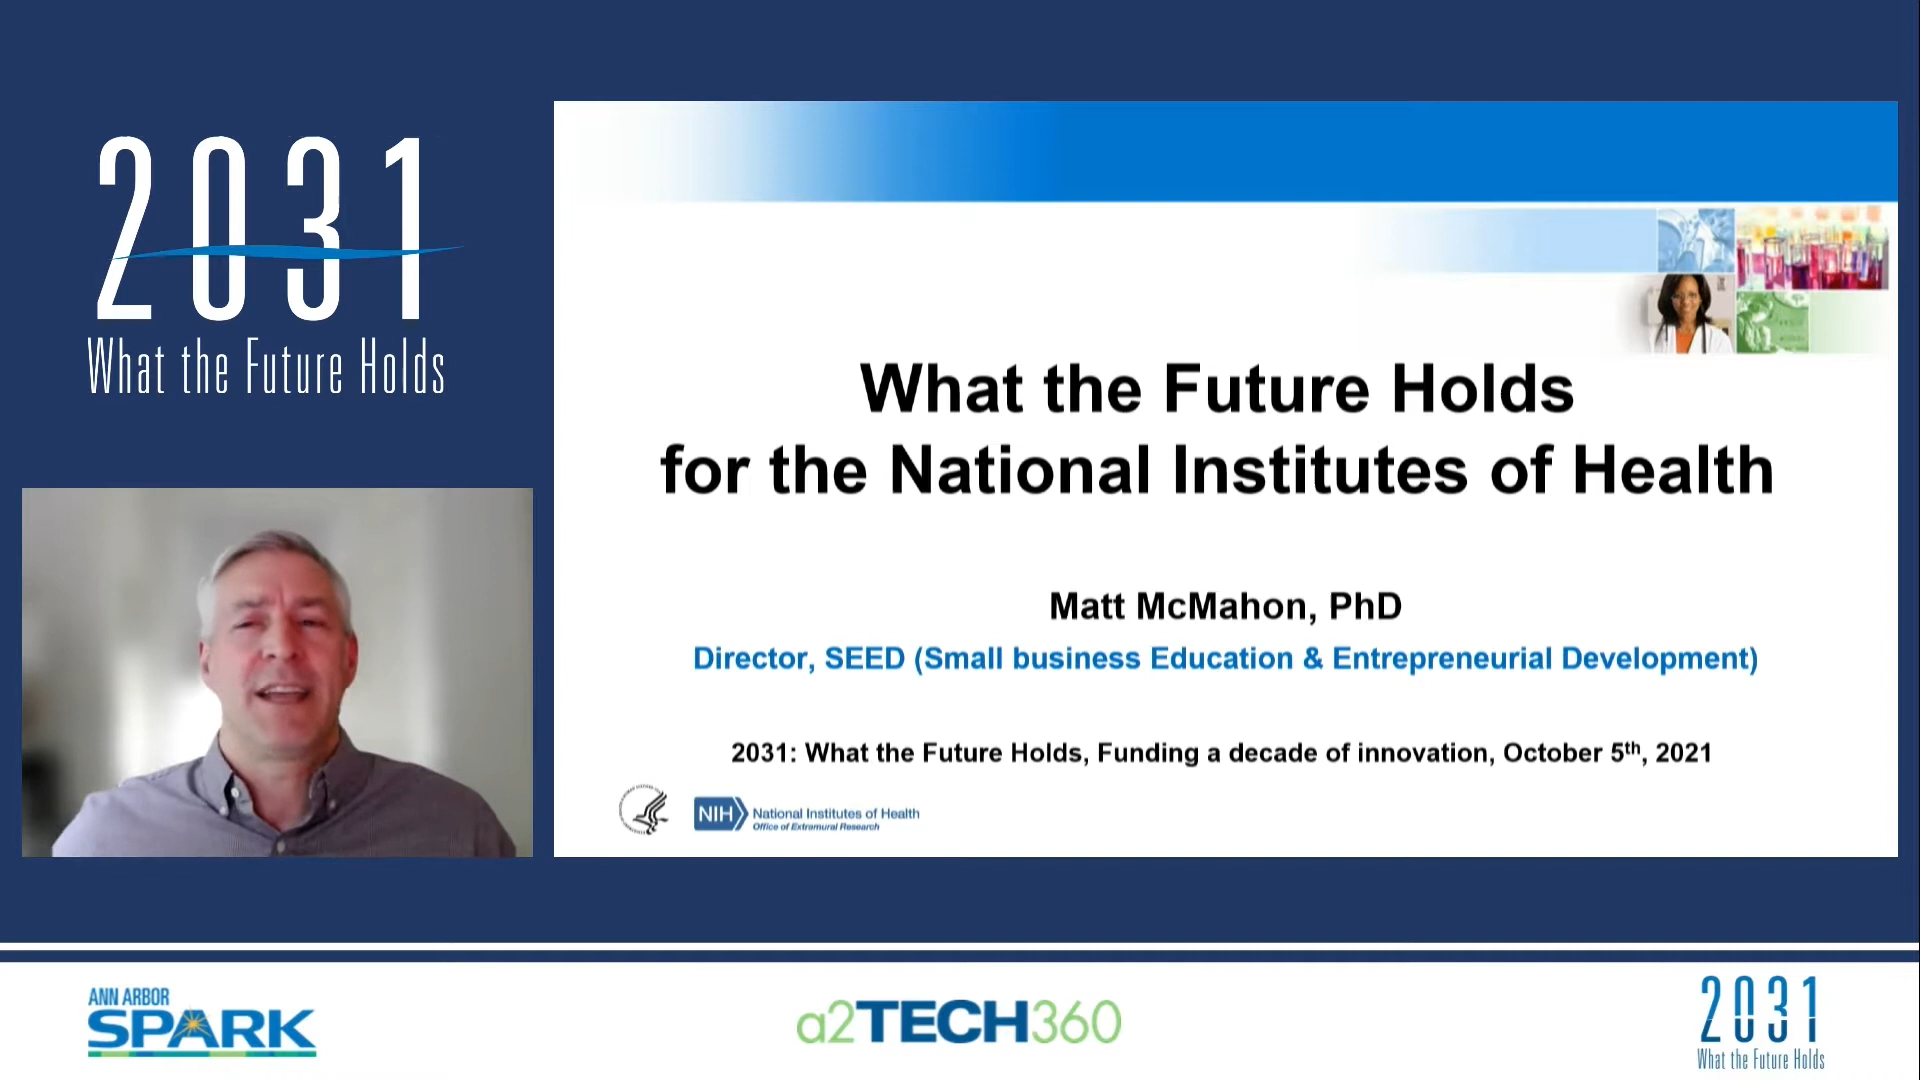 2031
What the Future Holds
What the Future Holds
for the National Institutes of Health
Matt McMahon, PhD
Director, SEED (Small business Education & Entrepreneurial Development)
2031: What the Future Holds, Funding a decade of innovation, October 5th, 2021
NIH National Institutes of Health
Office of Extramural Research
ANN ARBOR
SPARK
a2TECH360
2031
What the Future Holds